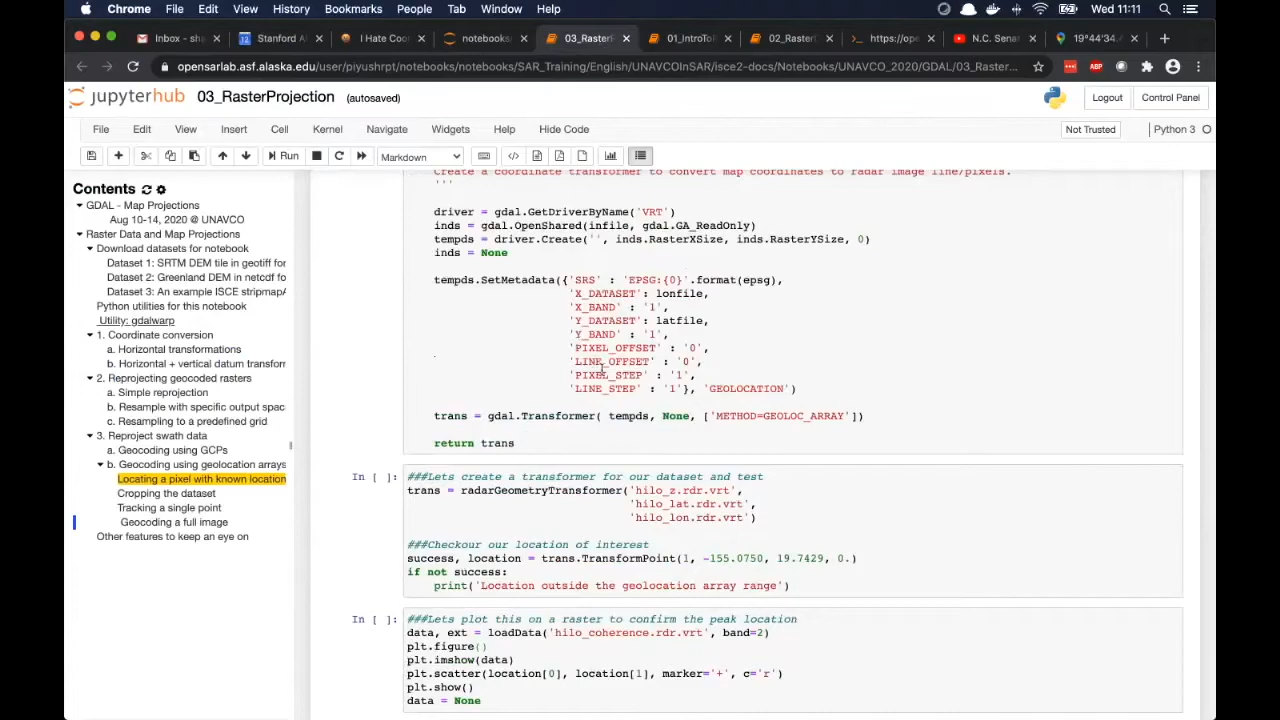 Chrome File Edit View History Bookmarks People Tab Window Help Wed 11:11
Inbox - sh
Stanford A
I Hate Coo
notebooks
03_RasterI
01_IntroTo
02_RasterC
https://ope
N.C. Sena
19°44'34.
opensarlab.asf.alaska.edu/user/piyushrpt/notebooks/notebooks/SAR_Training/English/UNAVCOInSAR/isce2-docs/Notebooks/UNAVCO_2020/GDAL/03_Raster...
ABP
jupyterhub 03_RasterProjection (autosaved)
Logout Control Panel
File Edit View Insert Cell Kernel Navigate Widgets Help Hide Code
Not Trusted Python 3
Run Markdown
Contents
GDAL - Map Projections
Aug 10-14, 2020 @ UNAVCO
Raster Data and Map Projections
Download datasets for notebook
Dataset 1: SRTM DEM tile in geotiff for
Dataset 2: Greenland DEM in netcdf fo
Dataset 3: An example ISCE stripmapA
Python utilities for this notebook
Utility: gdalwarp
1. Coordinate conversion
a. Horizontal transformations
b. Horizontal + vertical datum transforn
2. Reprojecting geocoded rasters
a. Simple reprojection
b. Resample with specific output spac
c. Resampling to a predefined grid
3. Reproject swath data
a. Geocoding using GCPs
b. Geocoding using geolocation arrays
Locating a pixel with known location
Cropping the dataset
Tracking a single point
Geocoding a full image
Other features to keep an eye on
Create a coordinate transformer to convert map coordinates to radar image line/pixels.
'''
driver = gdal.GetDriverByName('VRT')
inds = gdal.OpenShared(infile, gdal.GA_ReadOnly)
tempds = driver.Create('', inds.RasterXSize, inds.RasterYSize, 0)
inds = None
tempds.SetMetadata({'SRS' : 'EPSG:{0}'.format(epsg),
'X_DATASET': lonfile,
'X_BAND' : '1',
'Y_DATASET': latfile,
'Y_BAND' : '1',
'PIXEL_OFFSET' : '0',
'LINE_OFFSET' : '0',
'PIXEL_STEP' : '1',
'LINE_STEP' : '1'}, 'GEOLOCATION')
trans = gdal.Transformer( tempds, None, ['METHOD=GEOLOC_ARRAY'])
return trans
In [ ]: ###Lets create a transformer for our dataset and test
trans = radarGeometryTransformer('hilo_z.rdr.vrt',
'hilo_lat.rdr.vrt',
'hilo_lon.rdr.vrt')
###Checkour our location of interest
success, location = trans.TransformPoint(1, -155.0750, 19.7429, 0.)
if not success:
print('Location outside the geolocation array range')
In [ ]: ###Lets plot this on a raster to confirm the peak location
data, ext = loadData('hilo_coherence.rdr.vrt', band=2)
plt.figure()
plt.imshow(data)
plt.scatter(location[0], location[1], marker='+', c='r')
plt.show()
data = None